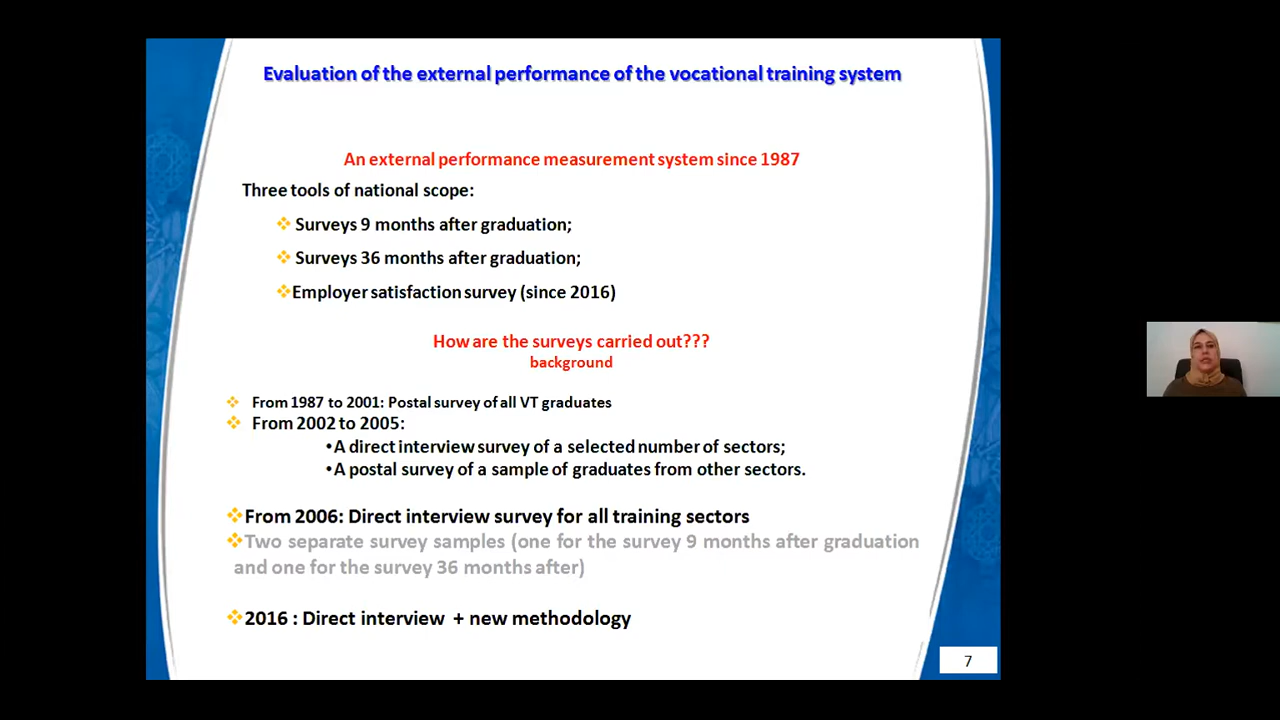 Evaluation of the external performance of the vocational training system
An external performance measurement system since 1987
Three tools of national scope:
❖ Surveys 9 months after graduation;
❖ Surveys 36 months after graduation;
❖Employer satisfaction survey (since 2016)
How are the surveys carried out???
background
❖ From 1987 to 2001: Postal survey of all VT graduates
❖ From 2002 to 2005:
•A direct interview survey of a selected number of sectors;
•A postal survey of a sample of graduates from other sectors.
❖From 2006: Direct interview survey for all training sectors
❖Two separate survey samples (one for the survey 9 months after graduation
and one for the survey 36 months after)
❖2016 : Direct interview + new methodology
7